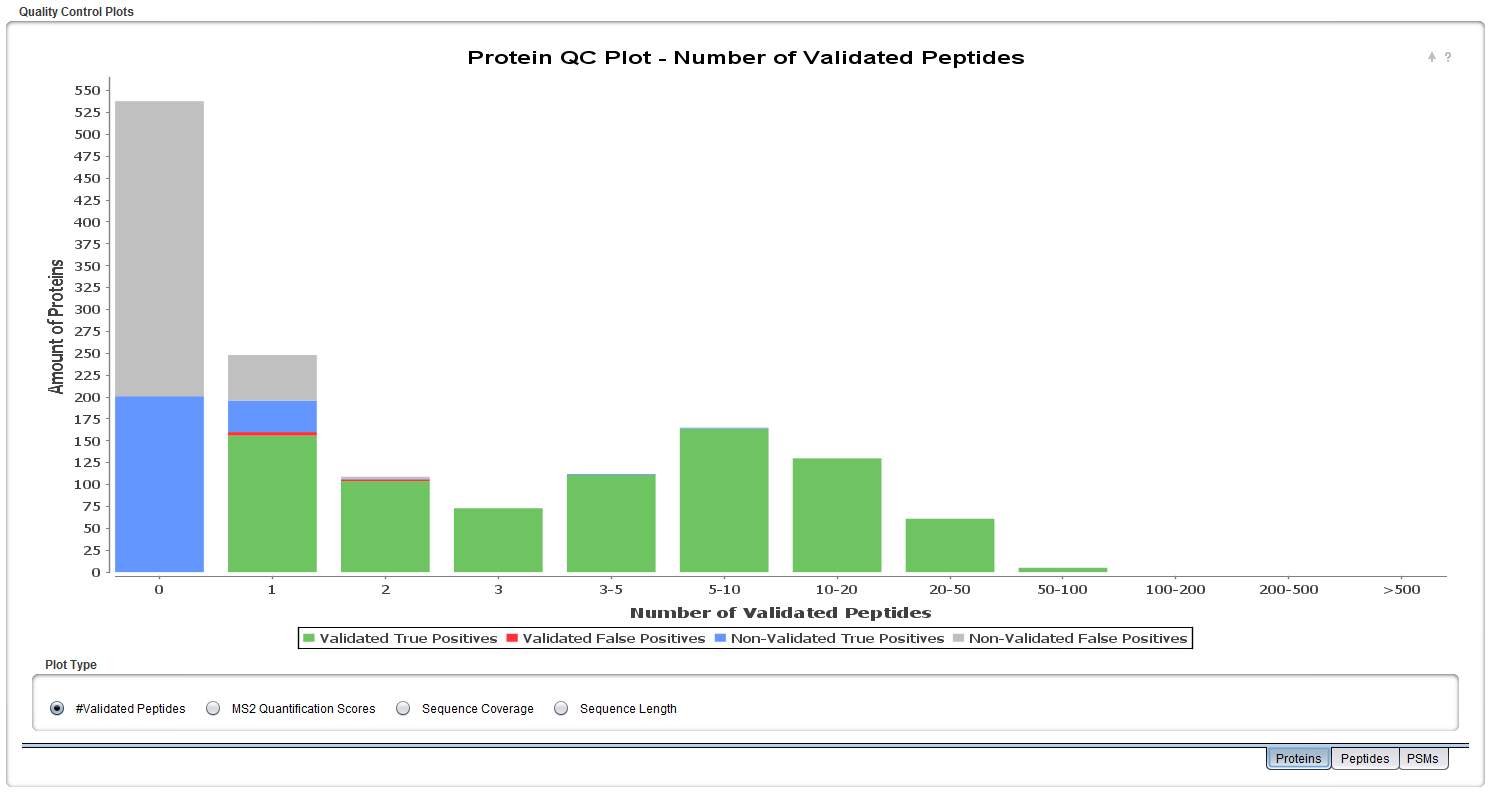 Quality Control Plots
Protein QC Plot - Number of Validated Peptides
?
Amount of Proteins
550
525
500
475
450
425
400
375
350
325
300
275
250
225
200
175
150
125
100
75
50
25
0
0 1 2 3 3-5 5-10 10-20 20-50 50-100 100-200 200-500 >500
Number of Validated Peptides
Validated True Positives Validated False Positives Non-Validated True Positives Non-Validated False Positives
Plot Type
#Validated Peptides MS2 Quantification Scores Sequence Coverage Sequence Length
Proteins Peptides PSMs